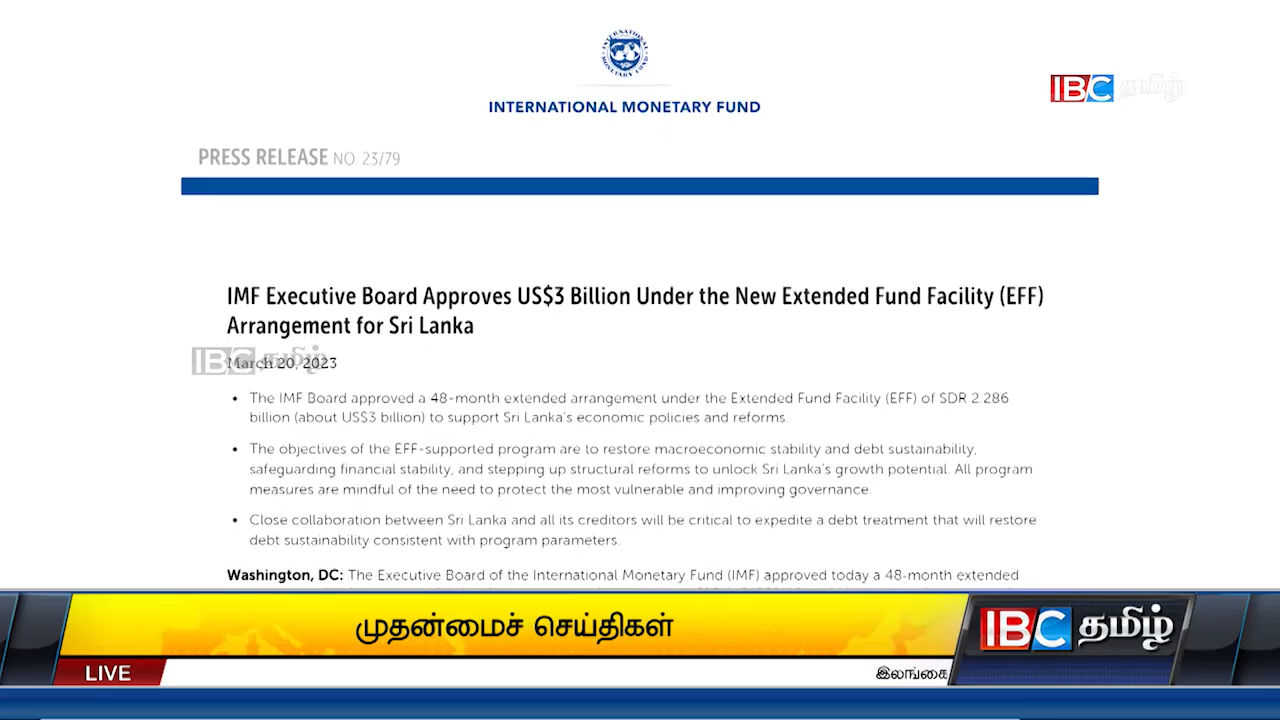 INTERNATIONAL MONETARY FUND
INTERNATIONAL MONETARY FUND
IBC தமிழ்
PRESS RELEASE NO. 23/79
IMF Executive Board Approves US$3 Billion Under the New Extended Fund Facility (EFF)
Arrangement for Sri Lanka
IBC தமிழ்
March 20, 2023
• The IMF Board approved a 48-month extended arrangement under the Extended Fund Facility (EFF) of SDR 2.286
billion (about US$3 billion) to support Sri Lanka's economic policies and reforms.
• The objectives of the EFF-supported program are to restore macroeconomic stability and debt sustainability,
safeguarding financial stability, and stepping up structural reforms to unlock Sri Lanka's growth potential. All program
measures are mindful of the need to protect the most vulnerable and improving governance.
• Close collaboration between Sri Lanka and all its creditors will be critical to expedite a debt treatment that will restore
debt sustainability consistent with program parameters.
Washington, DC: The Executive Board of the International Monetary Fund (IMF) approved today a 48-month extended
முதன்மைச் செய்திகள்
IBC தமிழ்
LIVE
இலங்கை